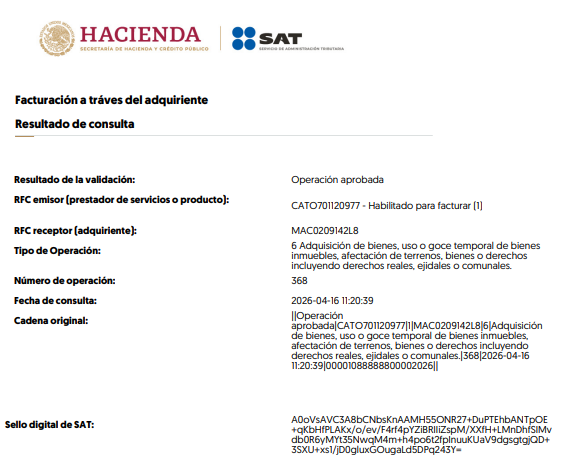 HACIENDA
SECRETARÍA DE HACIENDA Y CRÉDITO PÚBLICO
SAT
SERVICIO DE ADMINISTRACIÓN TRIBUTARIA
Facturación a tráves del adquiriente
Resultado de consulta
Resultado de la validación: Operación aprobada
RFC emisor (prestador de servicios o producto): CATO701120977 - Habilitado para facturar (1)
RFC receptor (adquiriente): MAC0209142L8
Tipo de Operación: 6 Adquisición de bienes, uso o goce temporal de bienes
inmuebles, afectación de terrenos, bienes o derechos
incluyendo derechos reales, ejidales o comunales.
Número de operación: 368
Fecha de consulta: 2026-04-16 11:20:39
Cadena original: ||Operación
aprobada|CATO701120977|1|MAC0209142L8|6|Adquisición
de bienes, uso o goce temporal de bienes inmuebles,
afectación de terrenos, bienes o derechos incluyendo
derechos reales, ejidales o comunales.|368|2026-04-16
11:20:39|00001088888800002026||
Sello digital de SAT: A0oVsAVC3A8bCNbsKnAAMH55ONR27+DuPTEhbANTpOE
+qKbHfPLAKx/o/ev/F4rf4pYZiBRlIiZspM/XXfH+LMnDhfSIMv
db0R6yMYt35NwqM4m+h4po6t2fpInuuKUaV9dgsgtgjQD+
3SXU+xs1/jD0gluxGOugaLd5DPq243Y=